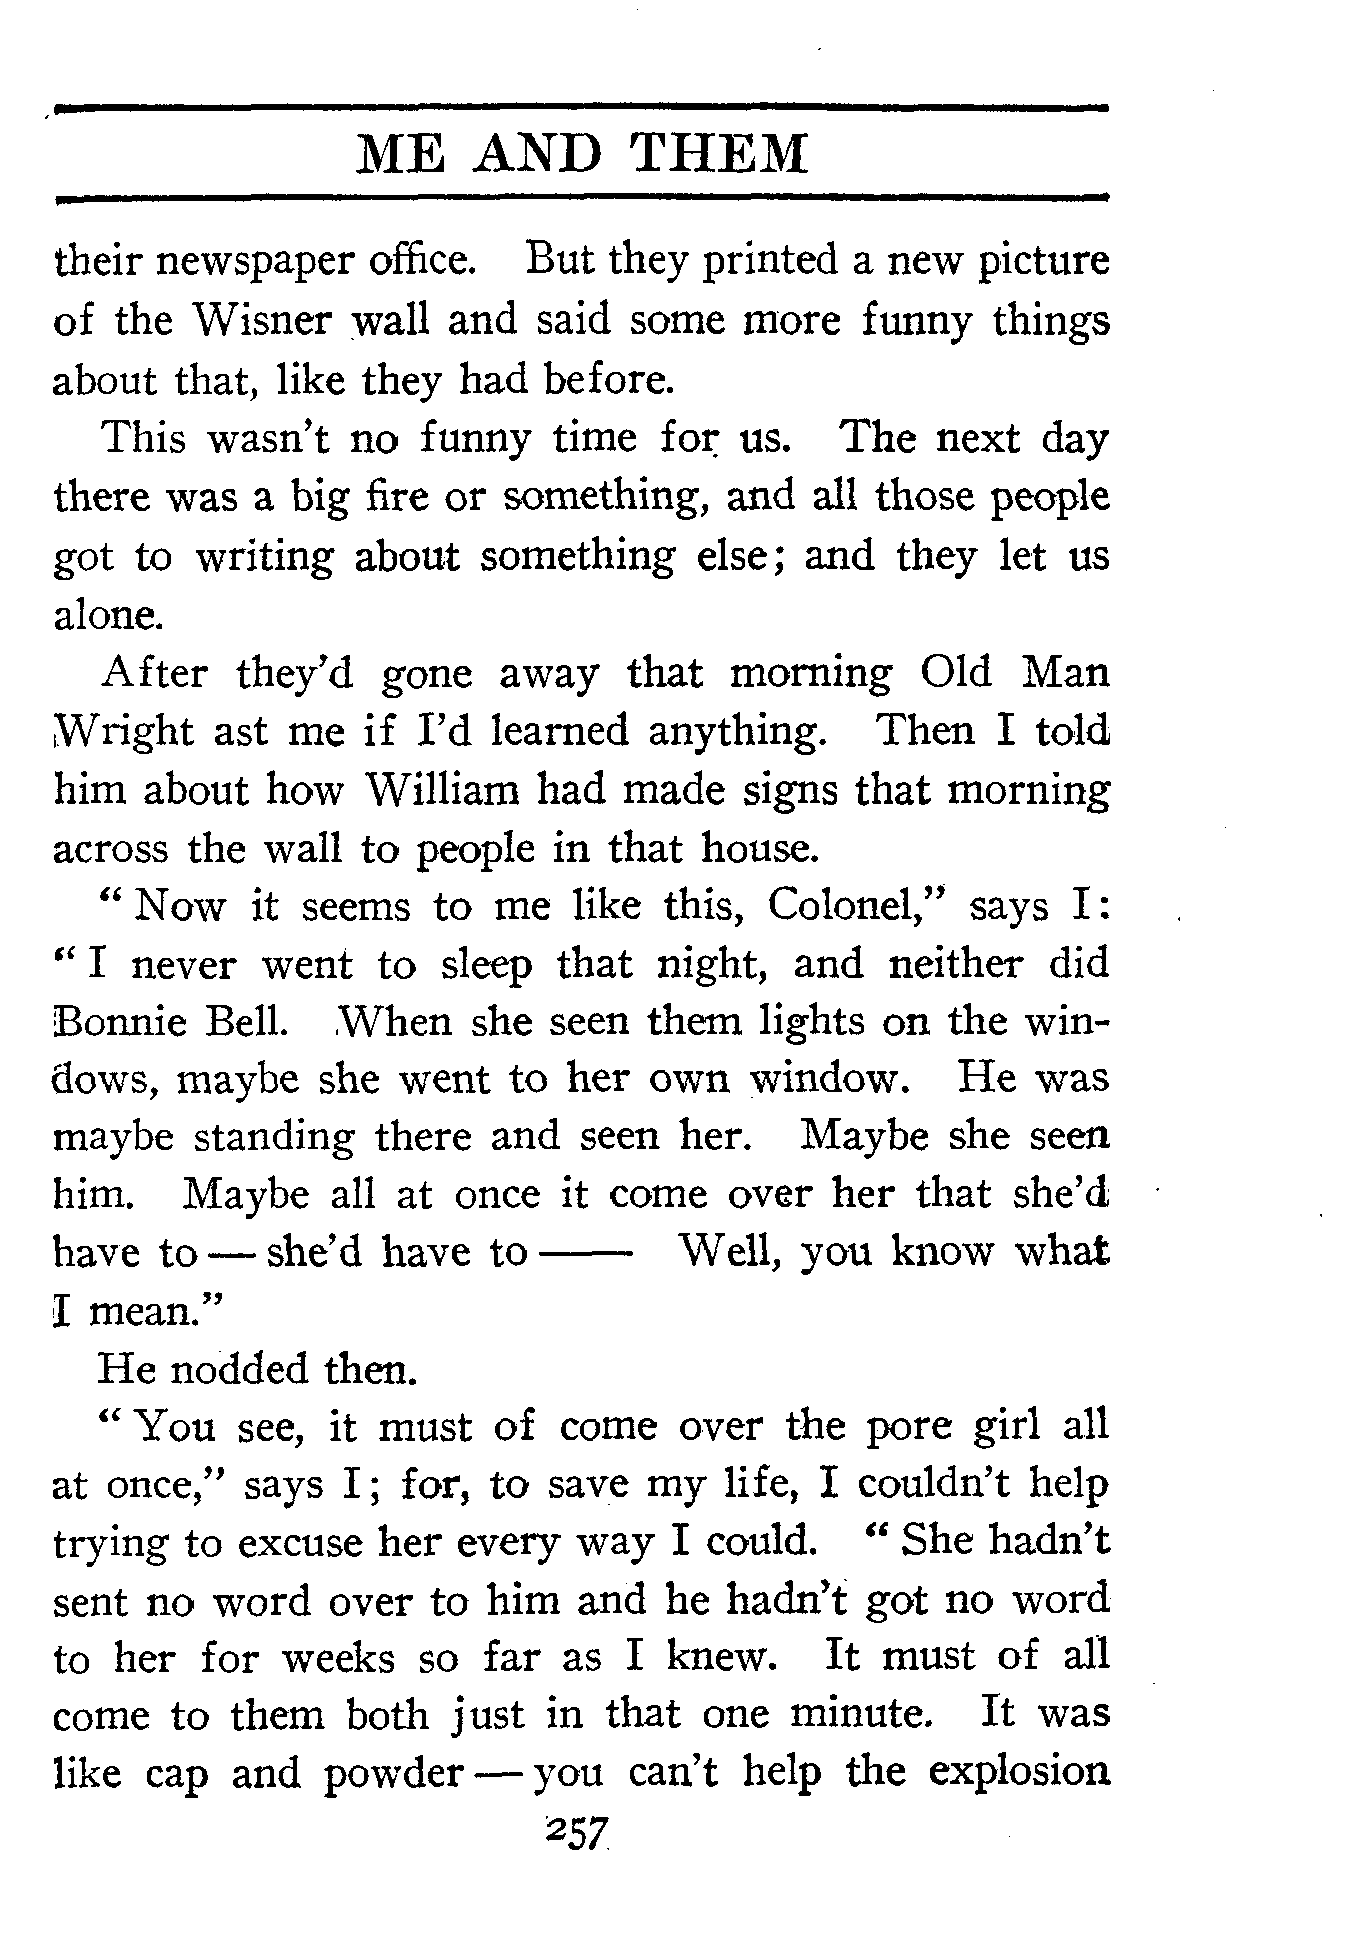 ME AND THEM
their newspaper office. But they printed a new picture
of the Wisner wall and said some more funny things
about that, like they had before.
This wasn't no funny time for us. The next day
there was a big fire or something, and all those people
got to writing about something else; and they let us
alone.
After they'd gone away that morning Old Man
Wright ast me if I'd learned anything. Then I told
him about how William had made signs that morning
across the wall to people in that house.
" Now it seems to me like this, Colonel," says I:
" I never went to sleep that night, and neither did
Bonnie Bell. When she seen them lights on the win-
dows, maybe she went to her own window. He was
maybe standing there and seen her. Maybe she seen
him. Maybe all at once it come over her that she'd
have to — she'd have to —— Well, you know what
I mean."
He nodded then.
" You see, it must of come over the pore girl all
at once," says I; for, to save my life, I couldn't help
trying to excuse her every way I could. " She hadn't
sent no word over to him and he hadn't got no word
to her for weeks so far as I knew. It must of all
come to them both just in that one minute. It was
like cap and powder — you can't help the explosion
257